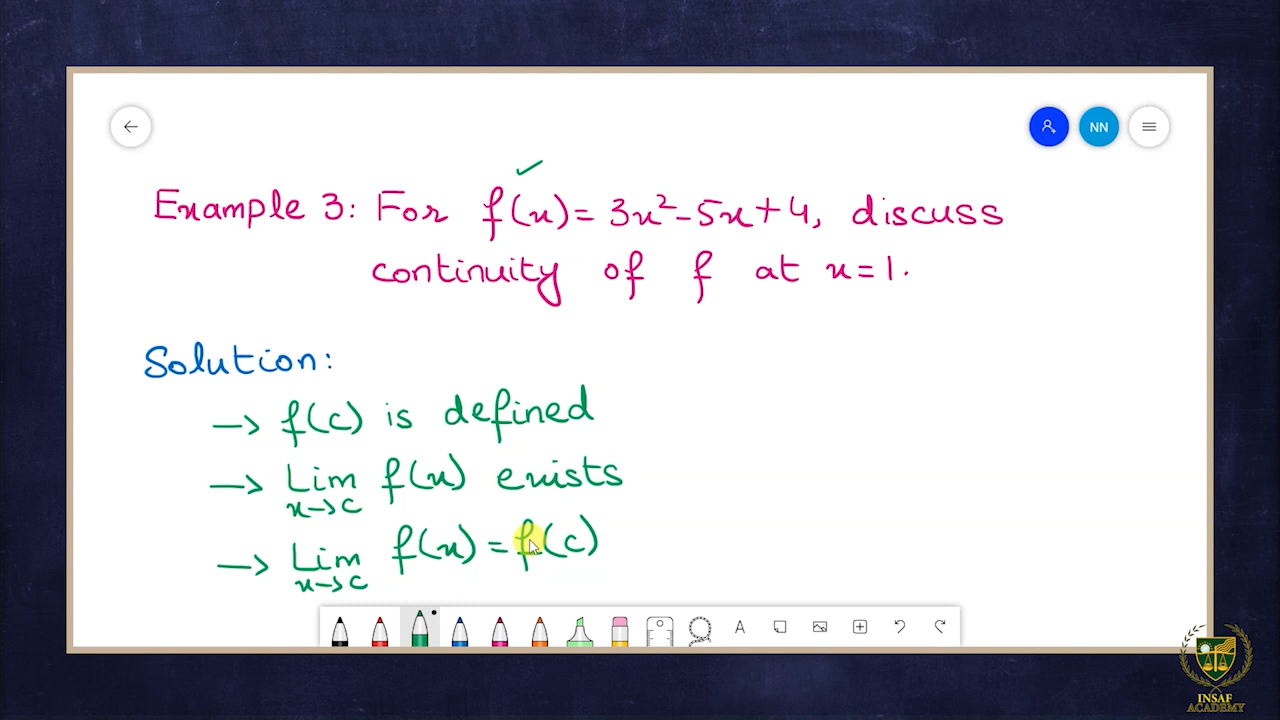 NN
Example 3: For f(x)= 3x²-5x+4, discuss
continuity of f at x=1.
Solution:
→ f(c) is defined
→ Lim f(x) exists
x→c
→ Lim f(x)=f(c)
x→c
A
INSAF
ACADEMY